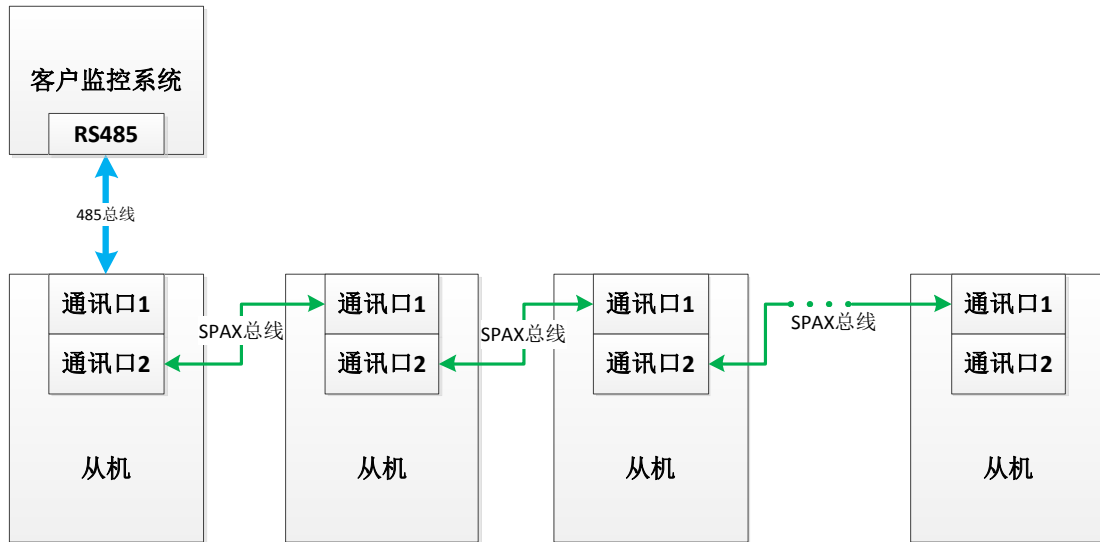 客户监控系统
RS485
485总线
通讯口1
通讯口2
从机
SPAX总线
通讯口1
通讯口2
从机
SPAX总线
通讯口1
通讯口2
从机
SPAX总线
通讯口1
通讯口2
从机